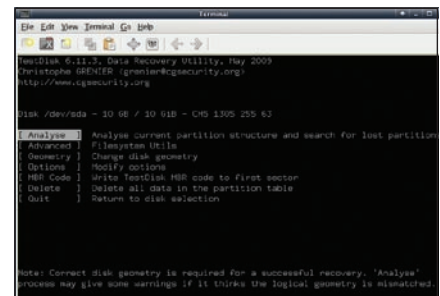 Terminal
File Edit View Terminal Go Help
TestDisk 6.11.3, Data Recovery Utility, May 2009
Christophe GRENIER <grenier@cgsecurity.org>
http://www.cgsecurity.org
Disk /dev/sda - 10 GB / 10 GiB - CHS 1305 255 63
[ Analyse ] Analyse current partition structure and search for lost partition
[ Advanced ] Filesystem Utils
[ Geometry ] Change disk geometry
[ Options ] Modify options
[ MBR Code ] Write TestDisk MBR code to first sector
[ Delete ] Delete all data in the partition table
[ Quit ] Return to disk selection
Note: Correct disk geometry is required for a successful recovery. 'Analyse'
process may give some warnings if it thinks the logical geometry is mismatched.